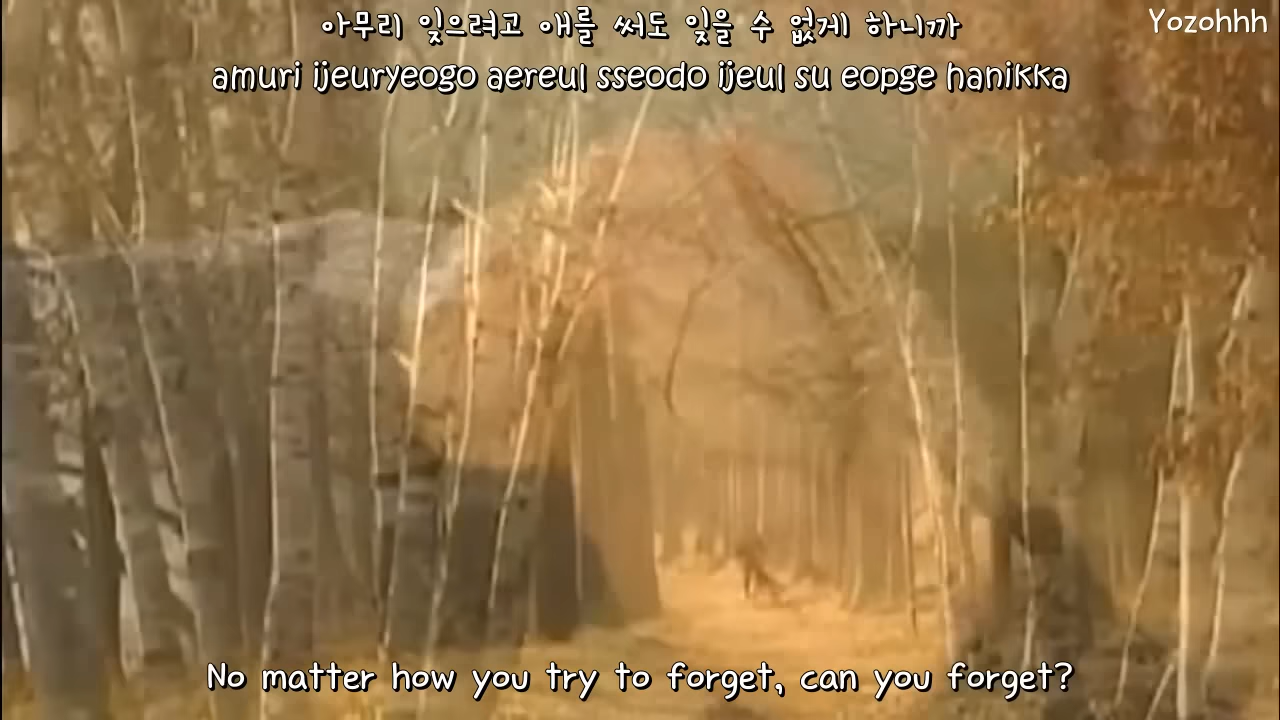 아무리 잊으려고 애를 써도 잊을 수 없게 하니까
Yozohhh
amuri ijeuryeogo aereul sseodo ijeul su eopge hanikka
No matter how you try to forget, can you forget?